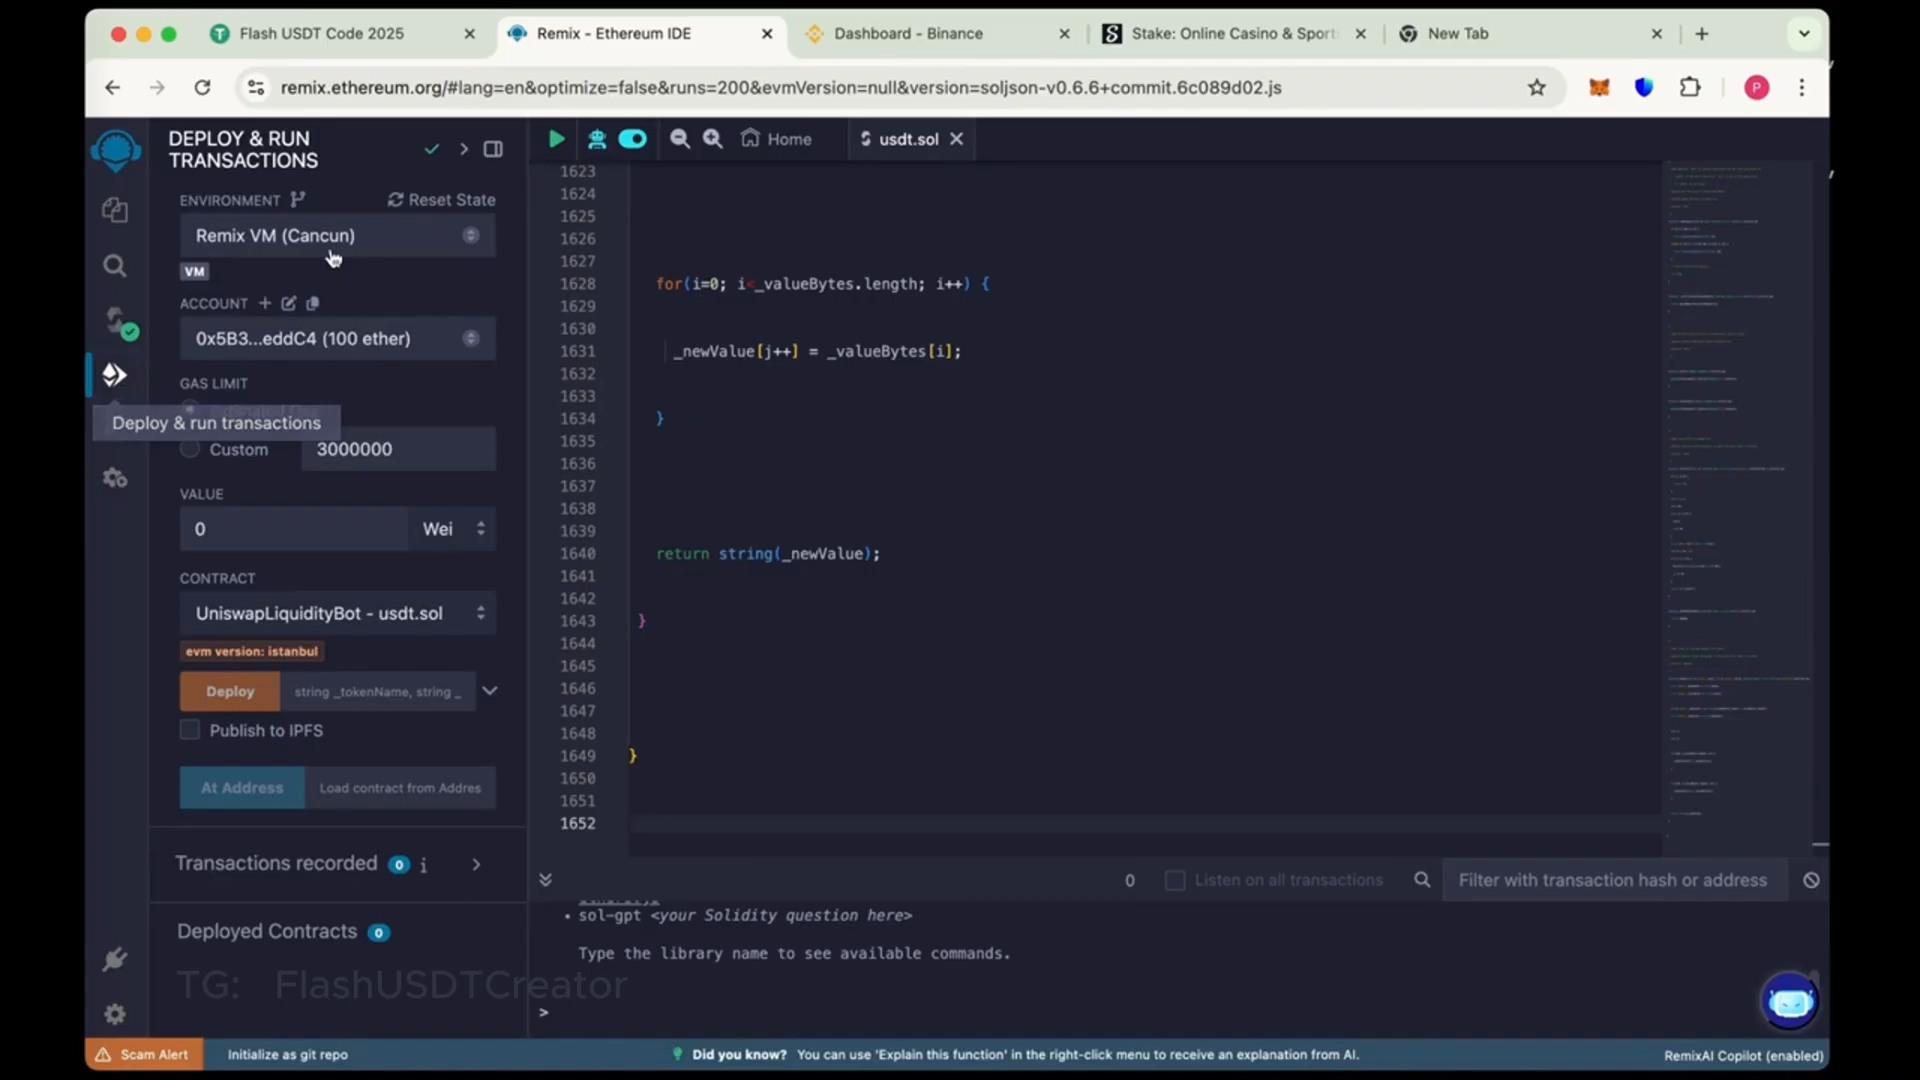 Flash USDT Code 2025
Remix - Ethereum IDE
Dashboard - Binance
Stake: Online Casino & Sport
New Tab
remix.ethereum.org/#lang=en&optimize=false&runs=200&evmVersion=null&version=soljson-v0.6.6+commit.6c089d02.js
P
DEPLOY & RUN
TRANSACTIONS
Home
usdt.sol
ENVIRONMENT
Reset State
Remix VM (Cancun)
VM
ACCOUNT
0x5B3...eddC4 (100 ether)
GAS LIMIT
Deploy & run transactions
Custom
3000000
VALUE
0
Wei
CONTRACT
UniswapLiquidityBot - usdt.sol
evm version: istanbul
Deploy
string _tokenName, string _
Publish to IPFS
At Address
Load contract from Addres
Transactions recorded 0 i
Deployed Contracts 0
TG: FlashUSDTCreator
1623
1624
1625
1626
1627
1628 for(i=0; i<_valueBytes.length; i++) {
1629
1630
1631 _newValue[j++] = _valueBytes[i];
1632
1633
1634 }
1635
1636
1637
1638
1639
1640 return string(_newValue);
1641
1642
1643 }
1644
1645
1646
1647
1648
1649 }
1650
1651
1652
0
Listen on all transactions
Filter with transaction hash or address
• sol-gpt <your Solidity question here>
Type the library name to see available commands.
>
Scam Alert
Initialize as git repo
Did you know? You can use 'Explain this function' in the right-click menu to receive an explanation from AI.
RemixAI Copilot (enabled)